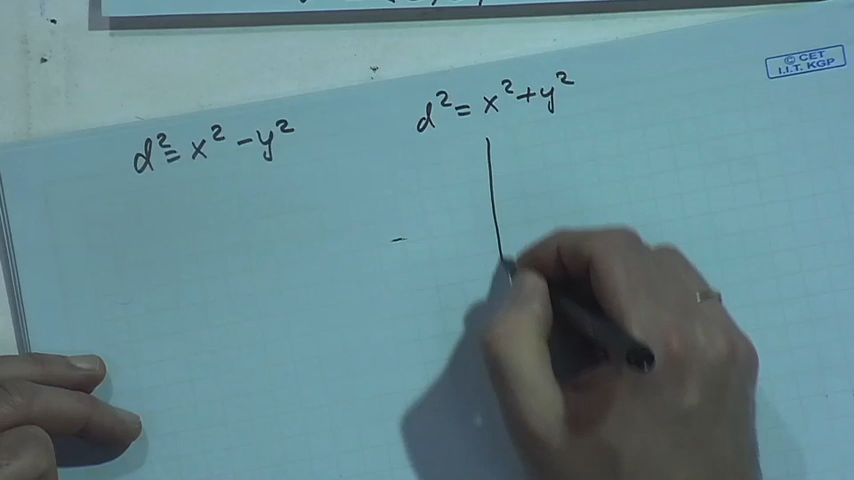 d² = x² - y²
d² = x² + y²
© CET
I.I.T. KGP